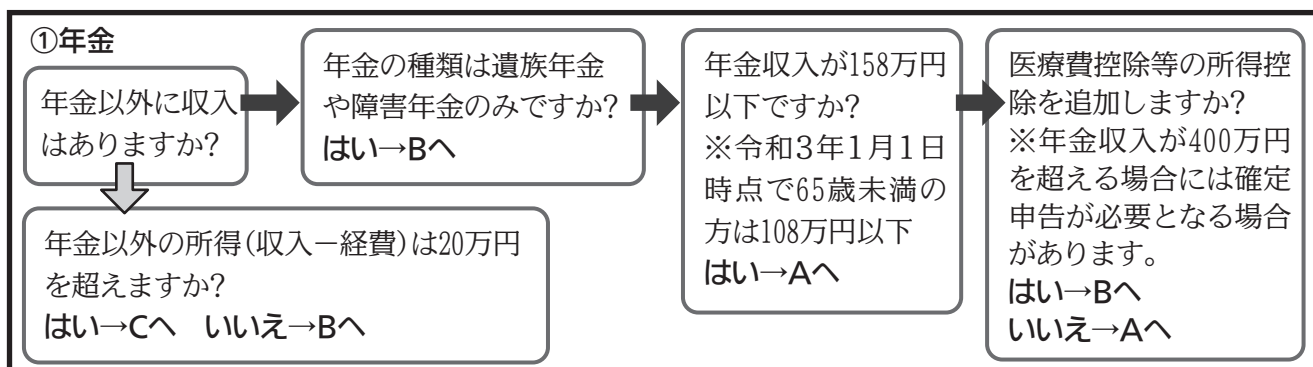 ①年金
年金以外に収入
はありますか?
年金の種類は遺族年金
や障害年金のみですか?
はい→Bへ
年金収入が158万円
以下ですか?
※令和3年1月1日
時点で65歳未満の
方は108万円以下
はい→Aへ
医療費控除等の所得控
除を追加しますか?
※年金収入が400万円
を超える場合には確定
申告が必要となる場合
があります。
はい→Bへ
いいえ→Aへ
年金以外の所得(収入－経費)は20万円
を超えますか?
はい→Cへ　いいえ→Bへ